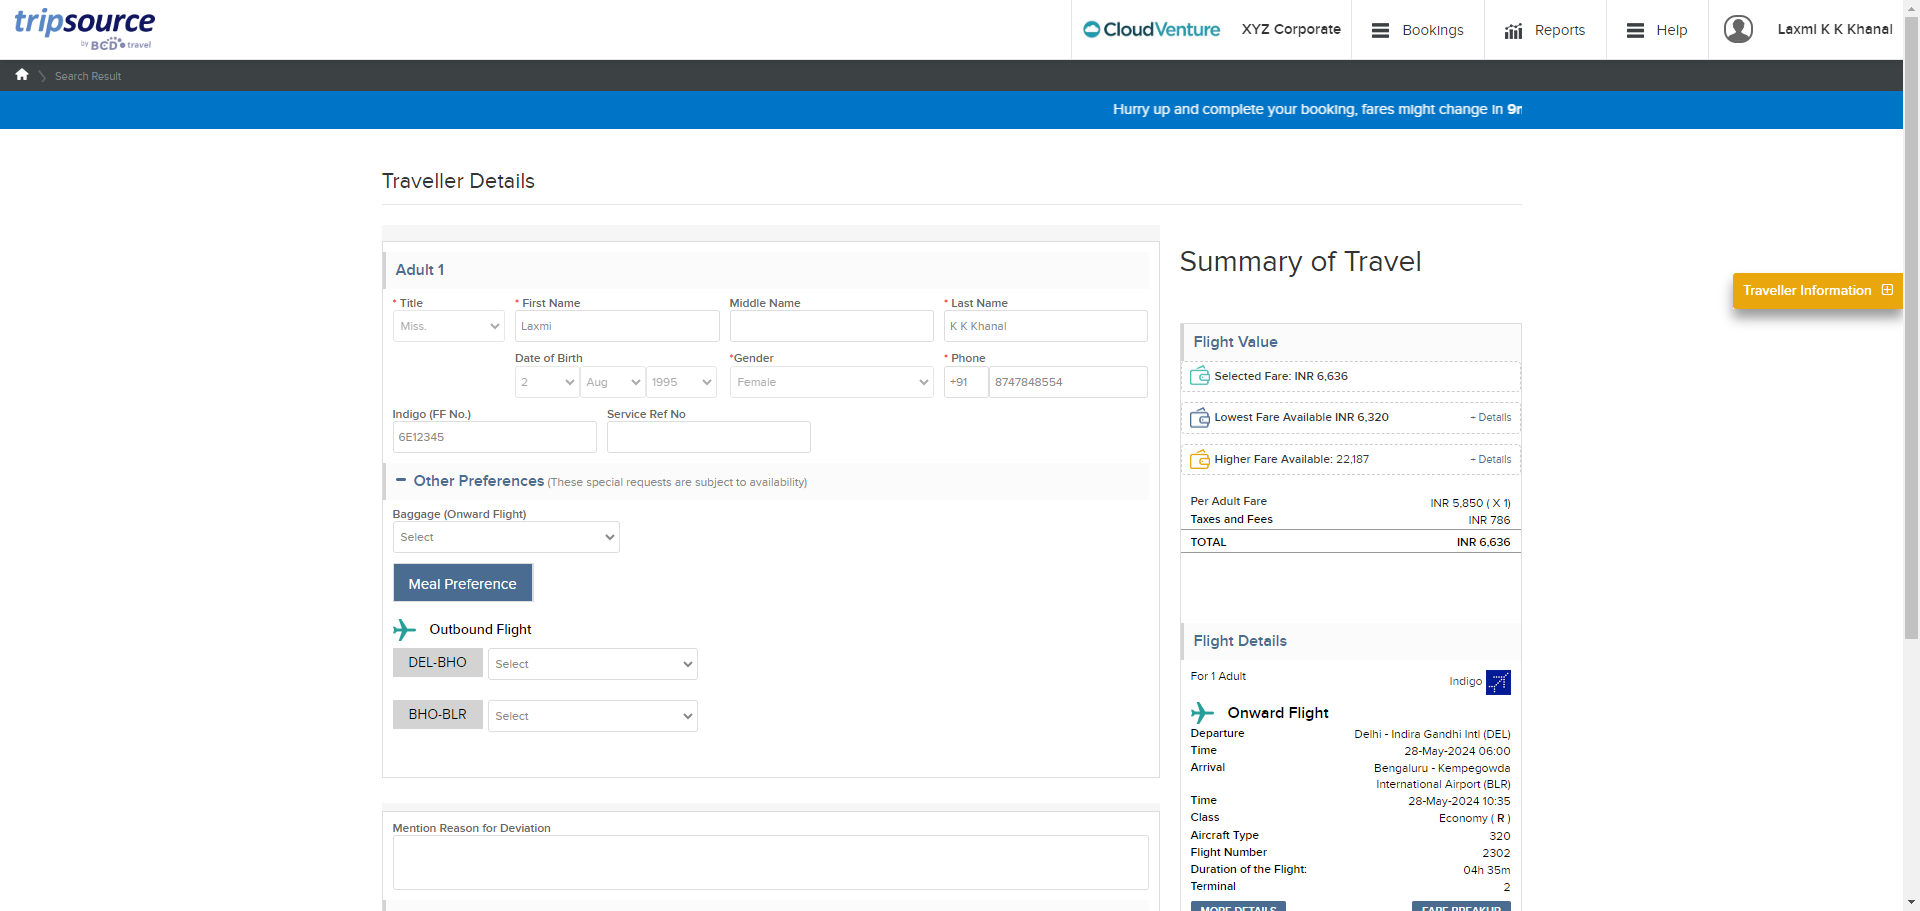 tripsource
by BCD travel
CloudVenture
XYZ Corporate
Bookings
Reports
Help
Laxmi K K Khanal
Search Result
Hurry up and complete your booking, fares might change in 9m
Traveller Details
Adult 1
* Title
* First Name
Middle Name
* Last Name
Miss.
Laxmi
K K Khanal
Date of Birth
*Gender
* Phone
2
Aug
1995
Female
+91
8747848554
Indigo (FF No.)
Service Ref No
6E12345
Other Preferences (These special requests are subject to availability)
Baggage (Onward Flight)
Select
Meal Preference
Outbound Flight
DEL-BHO
Select
BHO-BLR
Select
Mention Reason for Deviation
Summary of Travel
Traveller Information
Flight Value
Selected Fare: INR 6,636
Lowest Fare Available INR 6,320
+ Details
Higher Fare Available: 22,187
+ Details
Per Adult Fare INR 5,850 ( X 1)
Taxes and Fees INR 786
TOTAL INR 6,636
Flight Details
For 1 Adult
Indigo
Onward Flight
Departure Delhi - Indira Gandhi Intl (DEL)
Time 28-May-2024 06:00
Arrival Bengaluru - Kempegowda
International Airport (BLR)
Time 28-May-2024 10:35
Class Economy ( R )
Aircraft Type 320
Flight Number 2302
Duration of the Flight: 04h 35m
Terminal 2
MORE DETAILS
FARE BREAKUP